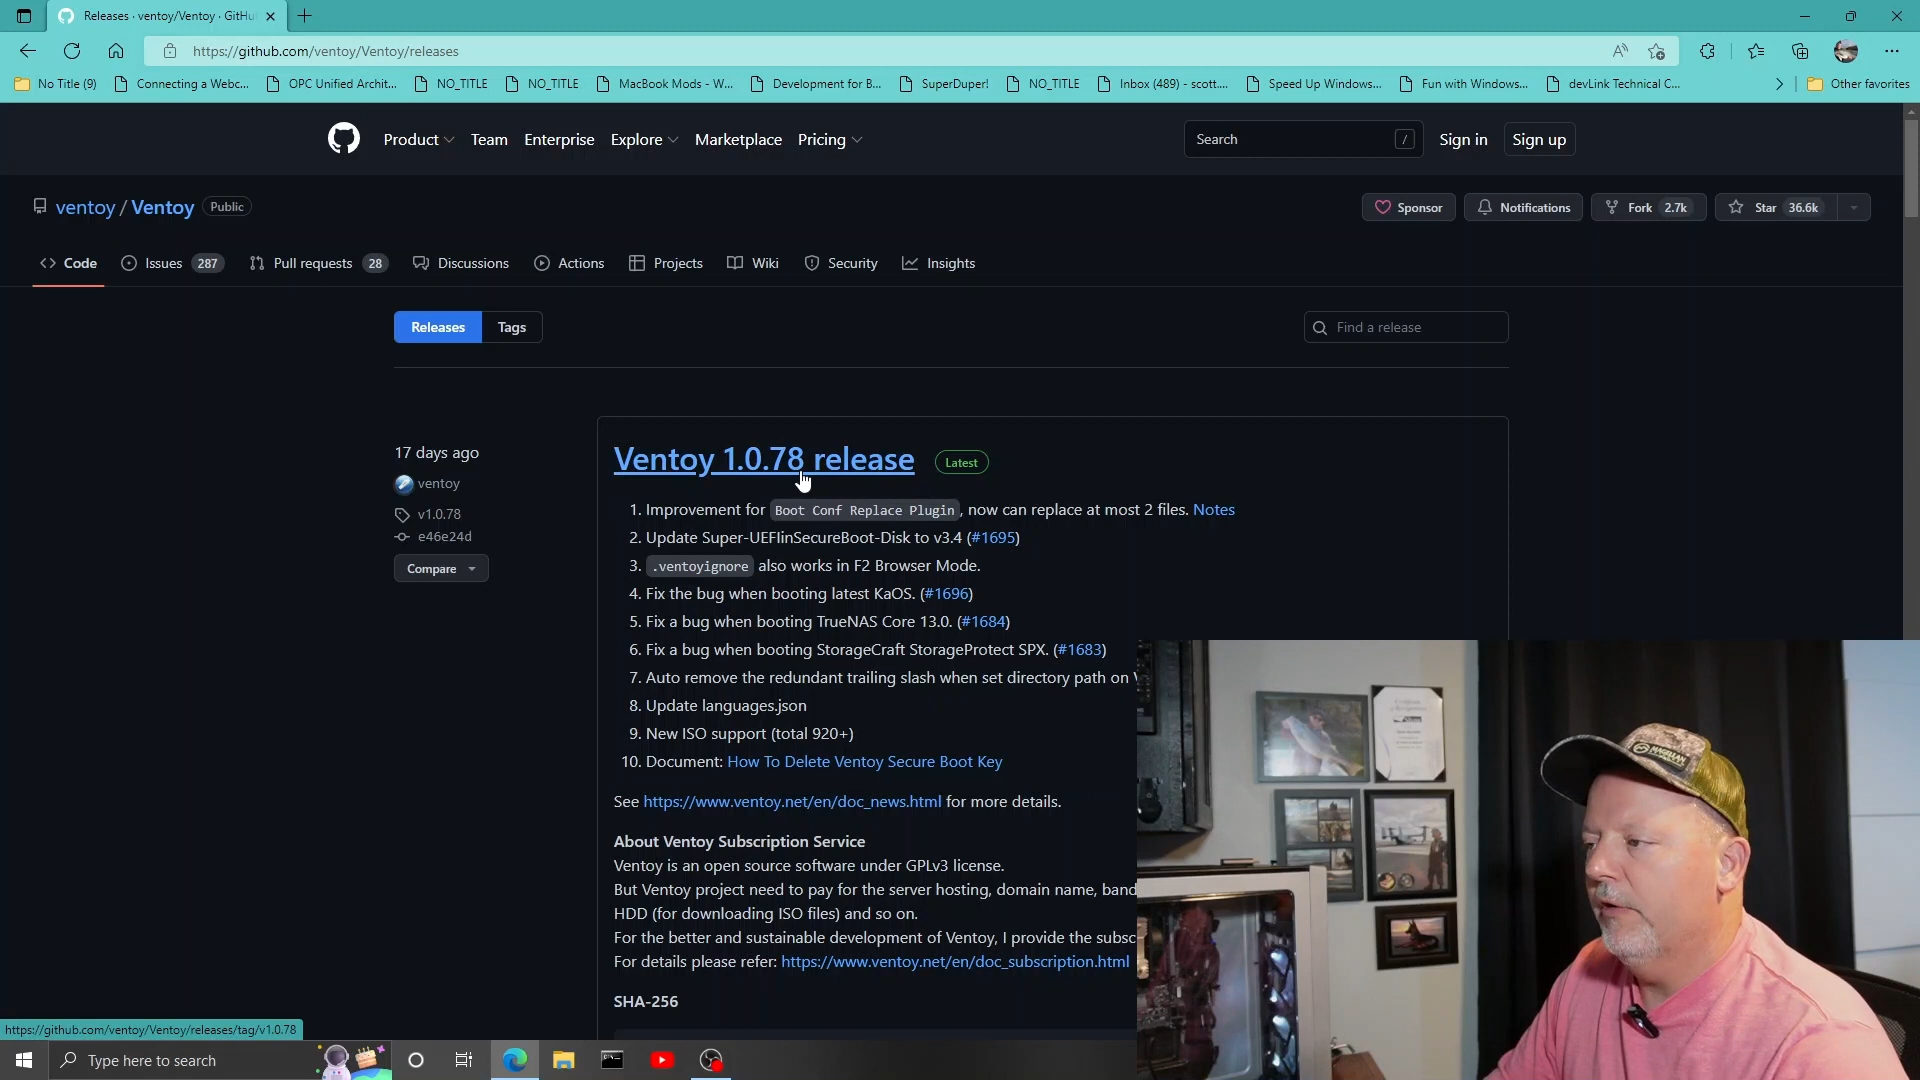 Releases · ventoy/Ventoy · GitHu
https://github.com/ventoy/Ventoy/releases
No Title (9)
Connecting a Webc...
OPC Unified Archit...
NO_TITLE
NO_TITLE
MacBook Mods - W...
Development for B...
SuperDuper!
NO_TITLE
Inbox (489) - scott....
Speed Up Windows...
Fun with Windows...
devLink Technical C...
Other favorites
Product
Team
Enterprise
Explore
Marketplace
Pricing
Search /
Sign in
Sign up
ventoy / Ventoy Public
Sponsor
Notifications
Fork 2.7k
Star 36.6k
Code
Issues 287
Pull requests 28
Discussions
Actions
Projects
Wiki
Security
Insights
Releases
Tags
Find a release
17 days ago
ventoy
v1.0.78
e46e24d
Compare
Ventoy 1.0.78 release Latest
1. Improvement for Boot Conf Replace Plugin, now can replace at most 2 files. Notes
2. Update Super-UEFIinSecureBoot-Disk to v3.4 (#1695)
3. .ventoyignore also works in F2 Browser Mode.
4. Fix the bug when booting latest KaOS. (#1696)
5. Fix a bug when booting TrueNAS Core 13.0. (#1684)
6. Fix a bug when booting StorageCraft StorageProtect SPX. (#1683)
7. Auto remove the redundant trailing slash when set directory path on
8. Update languages.json
9. New ISO support (total 920+)
10. Document: How To Delete Ventoy Secure Boot Key
See https://www.ventoy.net/en/doc_news.html for more details.
About Ventoy Subscription Service
Ventoy is an open source software under GPLv3 license.
But Ventoy project need to pay for the server hosting, domain name, band
HDD (for downloading ISO files) and so on.
For the better and sustainable development of Ventoy, I provide the subsc
For details please refer: https://www.ventoy.net/en/doc_subscription.html
SHA-256
https://github.com/ventoy/Ventoy/releases/tag/v1.0.78
Type here to search
MAGELLAN